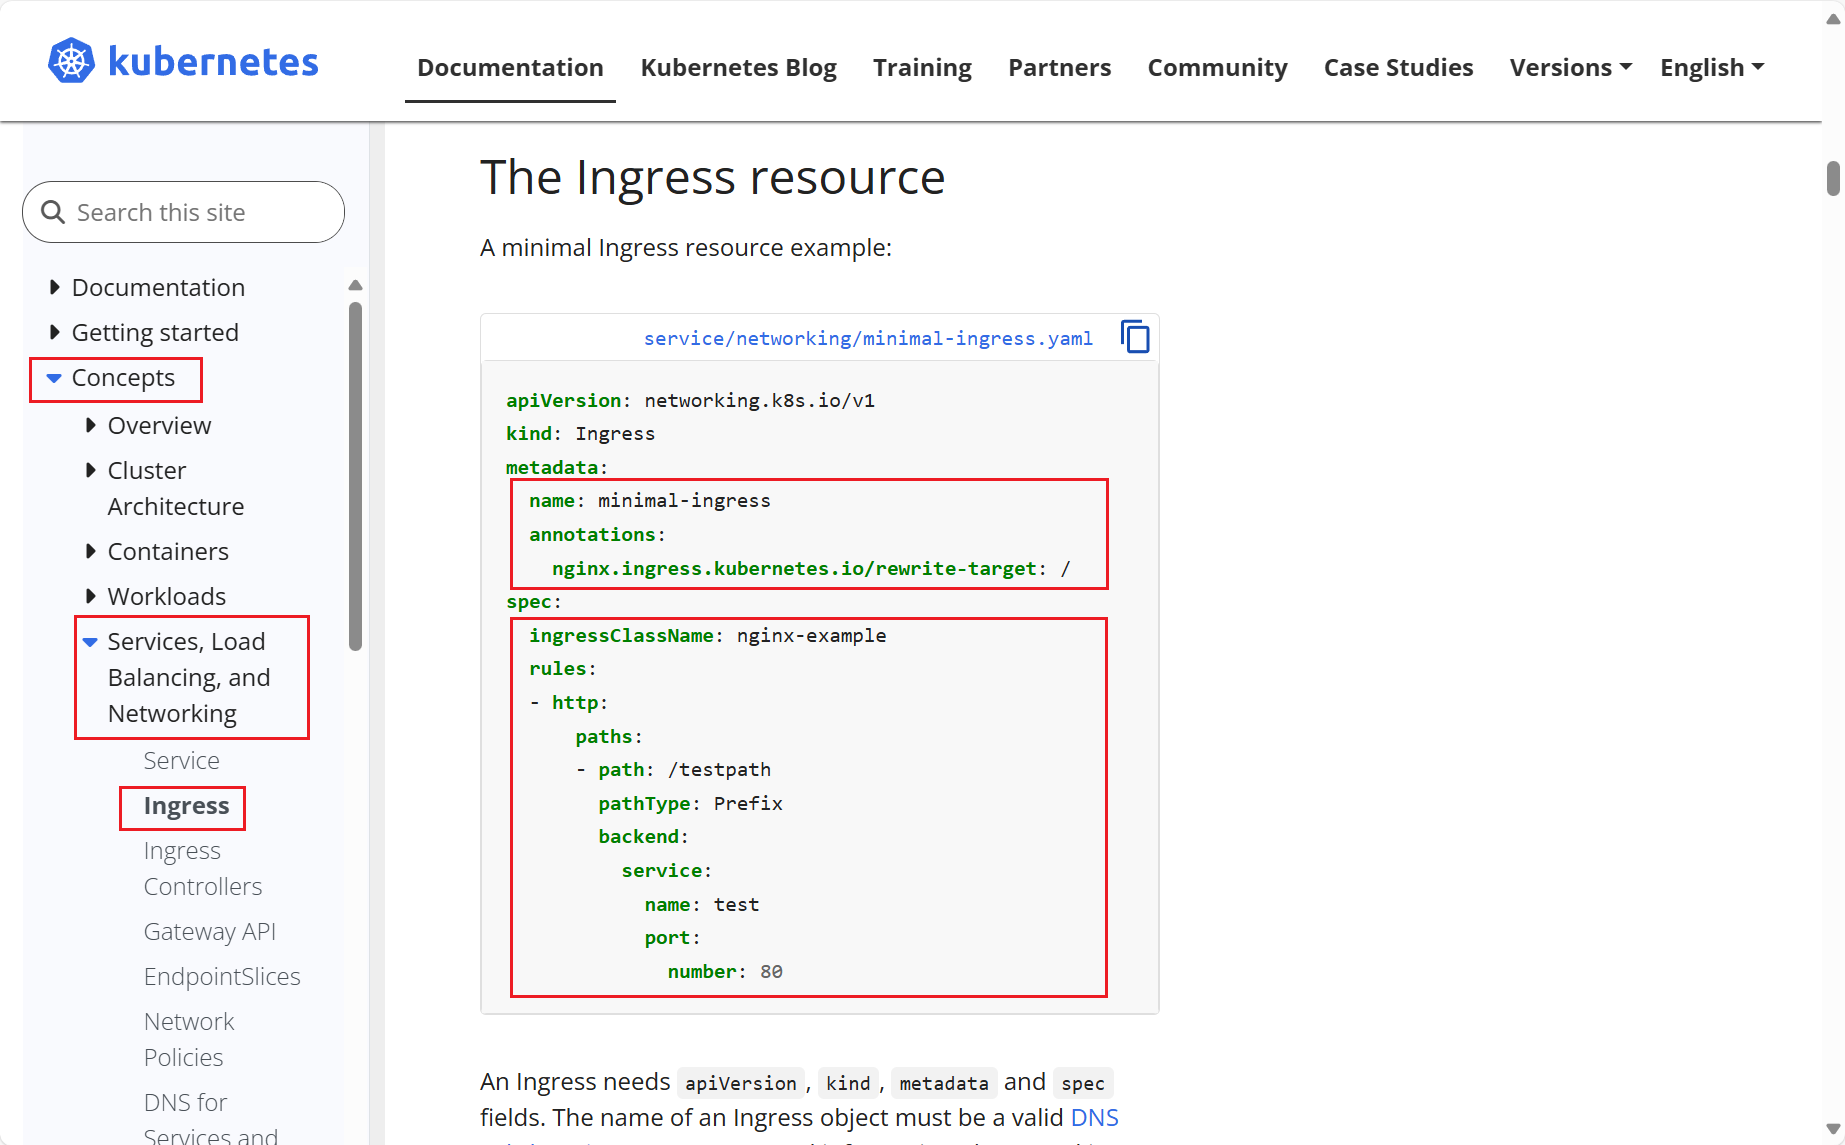 kubernetes
Documentation Kubernetes Blog Training Partners Community Case Studies Versions English
Search this site
Documentation
Getting started
Concepts
Overview
Cluster
Architecture
Containers
Workloads
Services, Load
Balancing, and
Networking
Service
Ingress
Ingress
Controllers
Gateway API
EndpointSlices
Network
Policies
DNS for
Services and
The Ingress resource
A minimal Ingress resource example:
service/networking/minimal-ingress.yaml
apiVersion: networking.k8s.io/v1
kind: Ingress
metadata:
  name: minimal-ingress
  annotations:
    nginx.ingress.kubernetes.io/rewrite-target: /
spec:
  ingressClassName: nginx-example
  rules:
  - http:
      paths:
      - path: /testpath
        pathType: Prefix
        backend:
          service:
            name: test
            port:
              number: 80
An Ingress needs apiVersion, kind, metadata and spec
fields. The name of an Ingress object must be a valid DNS